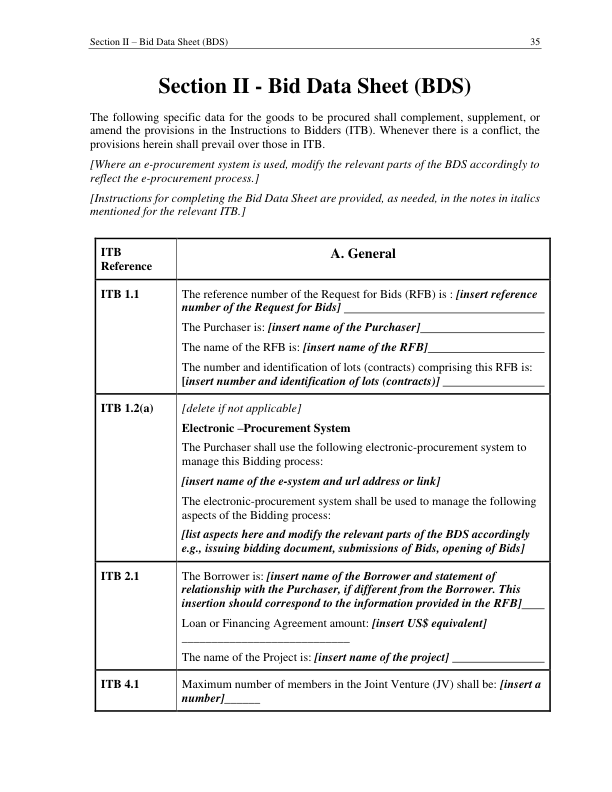 Section II – Bid Data Sheet (BDS) 35
Section II - Bid Data Sheet (BDS)
The following specific data for the goods to be procured shall complement, supplement, or
amend the provisions in the Instructions to Bidders (ITB). Whenever there is a conflict, the
provisions herein shall prevail over those in ITB.
[Where an e-procurement system is used, modify the relevant parts of the BDS accordingly to
reflect the e-procurement process.]
[Instructions for completing the Bid Data Sheet are provided, as needed, in the notes in italics
mentioned for the relevant ITB.]
ITB
Reference
A. General
ITB 1.1
The reference number of the Request for Bids (RFB) is : [insert reference
number of the Request for Bids] __________________________________
The Purchaser is: [insert name of the Purchaser]_____________________
The name of the RFB is: [insert name of the RFB]____________________
The number and identification of lots (contracts) comprising this RFB is:
[insert number and identification of lots (contracts)] _________________
ITB 1.2(a)
[delete if not applicable]
Electronic –Procurement System
The Purchaser shall use the following electronic-procurement system to
manage this Bidding process:
[insert name of the e-system and url address or link]
The electronic-procurement system shall be used to manage the following
aspects of the Bidding process:
[list aspects here and modify the relevant parts of the BDS accordingly
e.g., issuing bidding document, submissions of Bids, opening of Bids]
ITB 2.1
The Borrower is: [insert name of the Borrower and statement of
relationship with the Purchaser, if different from the Borrower. This
insertion should correspond to the information provided in the RFB]____
Loan or Financing Agreement amount: [insert US$ equivalent]
____________________________
The name of the Project is: [insert name of the project] ________________
ITB 4.1
Maximum number of members in the Joint Venture (JV) shall be: [insert a
number]______